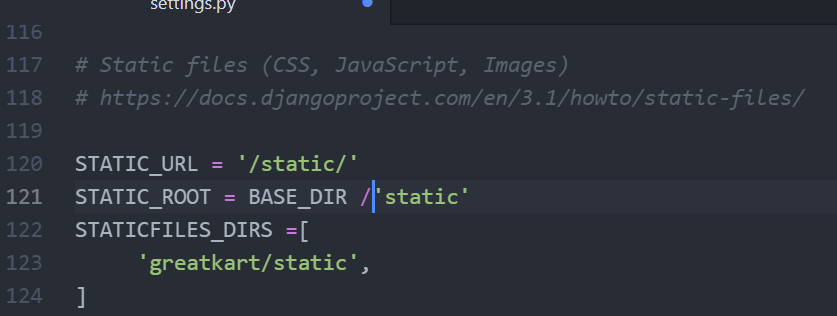 settings.py
116
117 # Static files (CSS, JavaScript, Images)
118 # https://docs.djangoproject.com/en/3.1/howto/static-files/
119
120 STATIC_URL = '/static/'
121 STATIC_ROOT = BASE_DIR /'static'
122 STATICFILES_DIRS =[
123     'greatkart/static',
124 ]